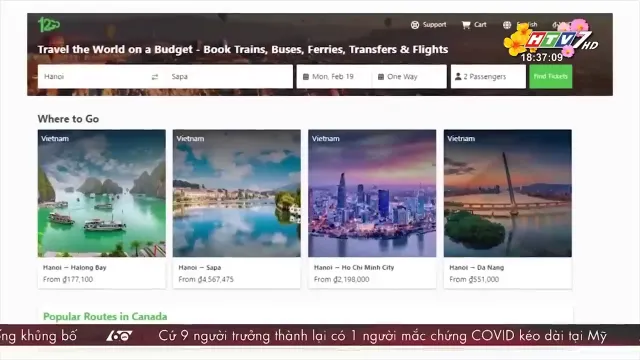 12Go
Support
Cart
English
HTV7 HD
18:37:09
Travel the World on a Budget - Book Trains, Buses, Ferries, Transfers & Flights
Hanoi
Sapa
Mon, Feb 19
One Way
2 Passengers
Find Tickets
Where to Go
Vietnam
Vietnam
Vietnam
Vietnam
Hanoi – Halong Bay
Hanoi – Sapa
Hanoi – Ho Chi Minh City
Hanoi – Da Nang
From ₫177,100
From ₫4,567,475
From ₫2,198,000
From ₫551,000
Popular Routes in Canada
ống khủng bố
60
Cứ 9 người trưởng thành lại có 1 người mắc chứng COVID kéo dài tại Mỹ